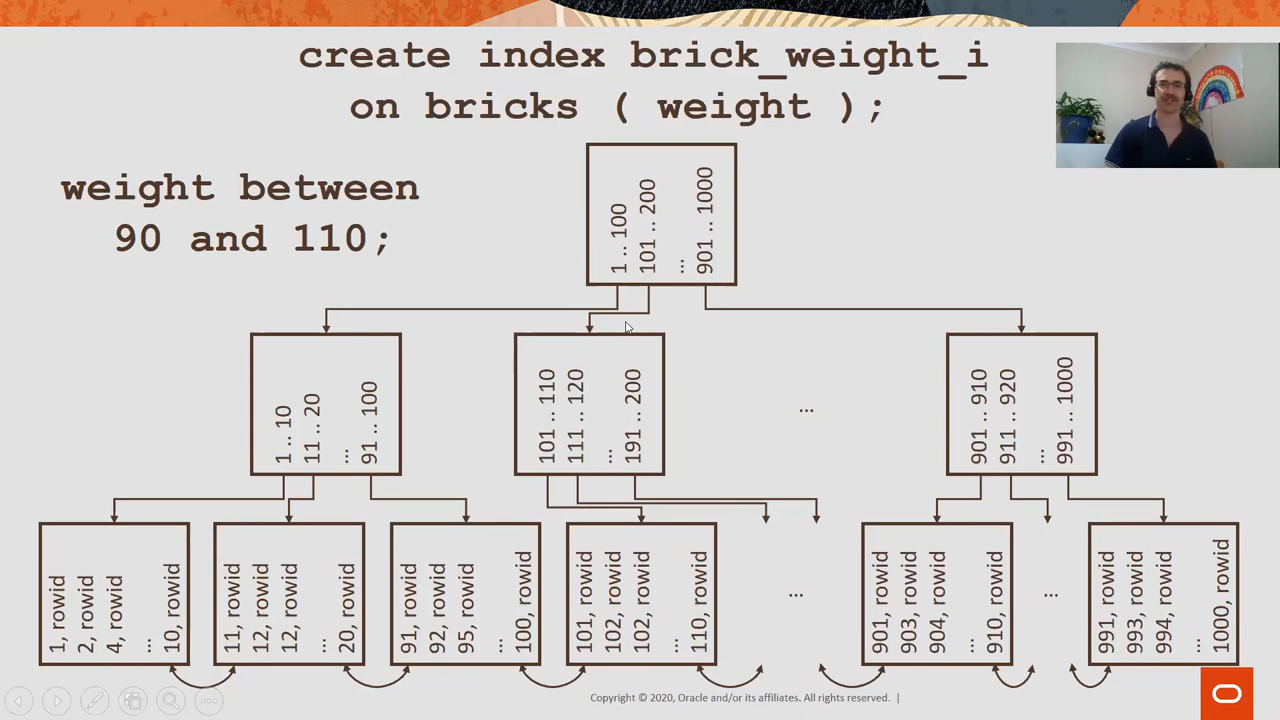 create index brick_weight_i
on bricks ( weight );
weight between
90 and 110;
1 .. 100
101 .. 200
...
901 .. 1000
1 .. 10
11 .. 20
...
91 .. 100
101 .. 110
111 .. 120
...
191 .. 200
...
901 .. 910
911 .. 920
...
991 .. 1000
1, rowid
2, rowid
4, rowid
...
10, rowid
11, rowid
12, rowid
12, rowid
...
20, rowid
91, rowid
92, rowid
95, rowid
...
100, rowid
101, rowid
102, rowid
102, rowid
...
110, rowid
...
901, rowid
903, rowid
904, rowid
...
910, rowid
...
991, rowid
993, rowid
994, rowid
...
1000, rowid
Copyright © 2020, Oracle and/or its affiliates. All rights reserved. |